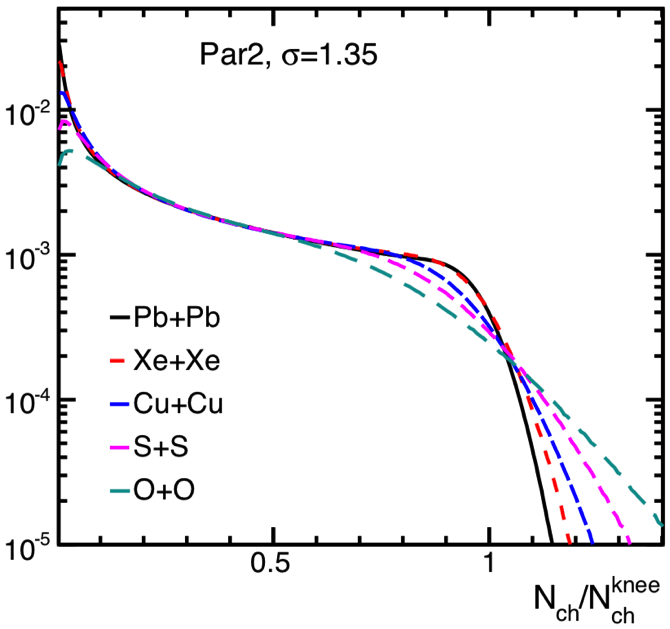 Par2, σ=1.35
10⁻²
10⁻³
Pb+Pb
Xe+Xe
Cu+Cu
S+S
O+O
10⁻⁴
10⁻⁵
0.5 1
N_ch/N_ch^knee